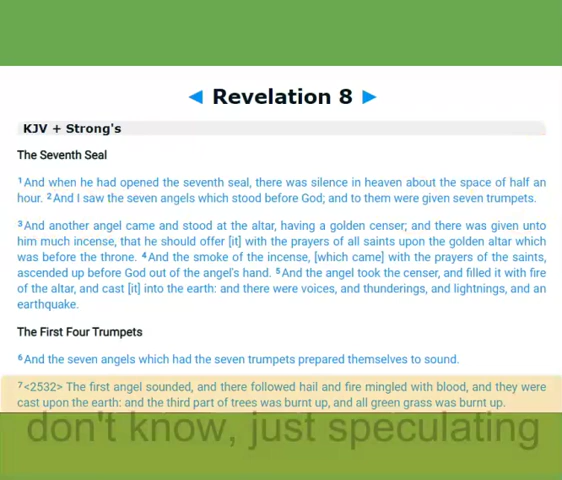 ◄ Revelation 8 ►
KJV + Strong's
The Seventh Seal
1And when he had opened the seventh seal, there was silence in heaven about the space of half an
hour. 2And I saw the seven angels which stood before God; and to them were given seven trumpets.
3And another angel came and stood at the altar, having a golden censer; and there was given unto
him much incense, that he should offer [it] with the prayers of all saints upon the golden altar which
was before the throne. 4And the smoke of the incense, [which came] with the prayers of the saints,
ascended up before God out of the angel's hand. 5And the angel took the censer, and filled it with fire
of the altar, and cast [it] into the earth: and there were voices, and thunderings, and lightnings, and an
earthquake.
The First Four Trumpets
6And the seven angels which had the seven trumpets prepared themselves to sound.
7<2532> The first angel sounded, and there followed hail and fire mingled with blood, and they were
cast upon the earth: and the third part of trees was burnt up, and all green grass was burnt up.
don't know, just speculating